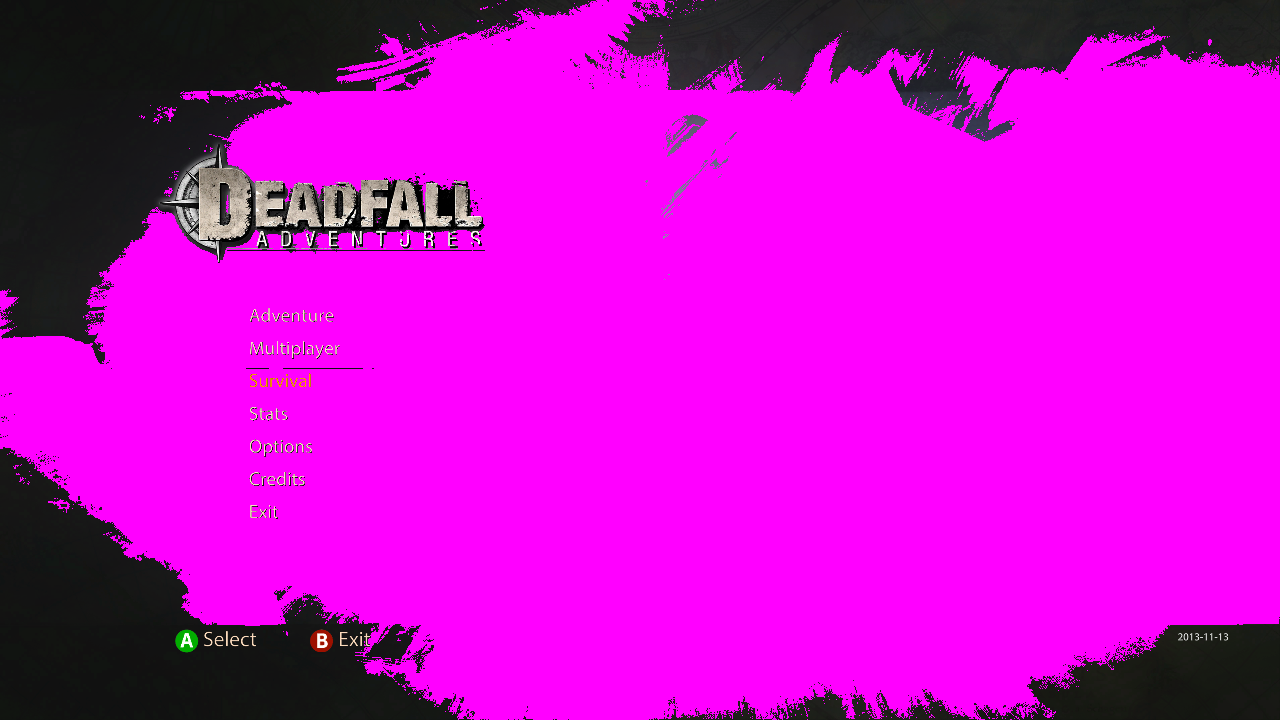 DEADFALL
ADVENTURES
Adventure
Multiplayer
Survival
Stats
Options
Credits
Exit
A Select B Exit
2013-11-13